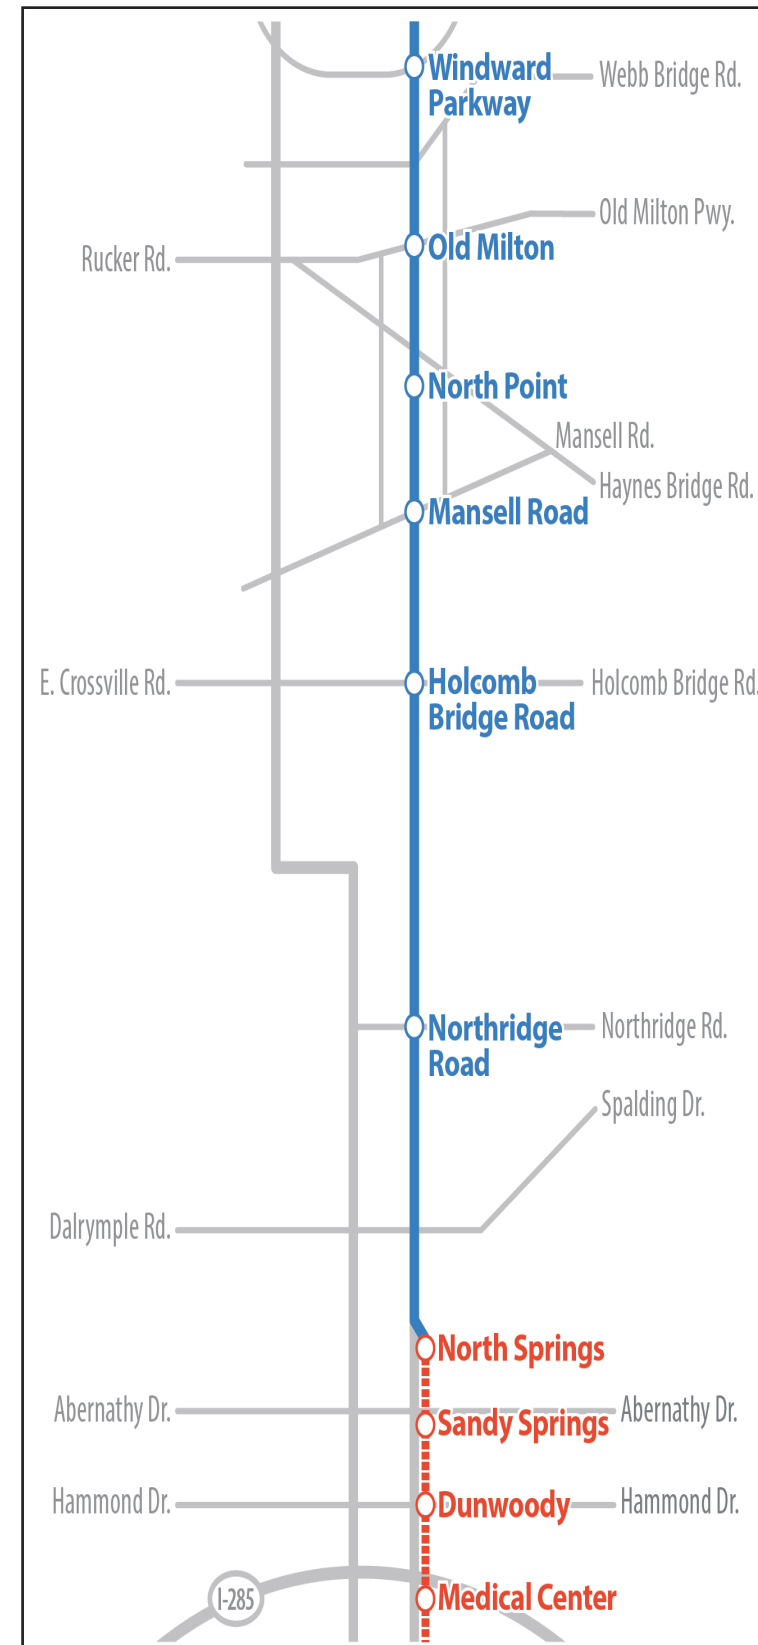 Windward
Parkway
Webb Bridge Rd.
Old Milton Pwy.
Old Milton
Rucker Rd.
North Point
Mansell Rd.
Haynes Bridge Rd.
Mansell Road
E. Crossville Rd.
Holcomb
Bridge Road
Holcomb Bridge Rd.
Northridge
Road
Northridge Rd.
Spalding Dr.
Dalrymple Rd.
North Springs
Abernathy Dr.
Sandy Springs
Abernathy Dr.
Hammond Dr.
Dunwoody
Hammond Dr.
I-285
Medical Center